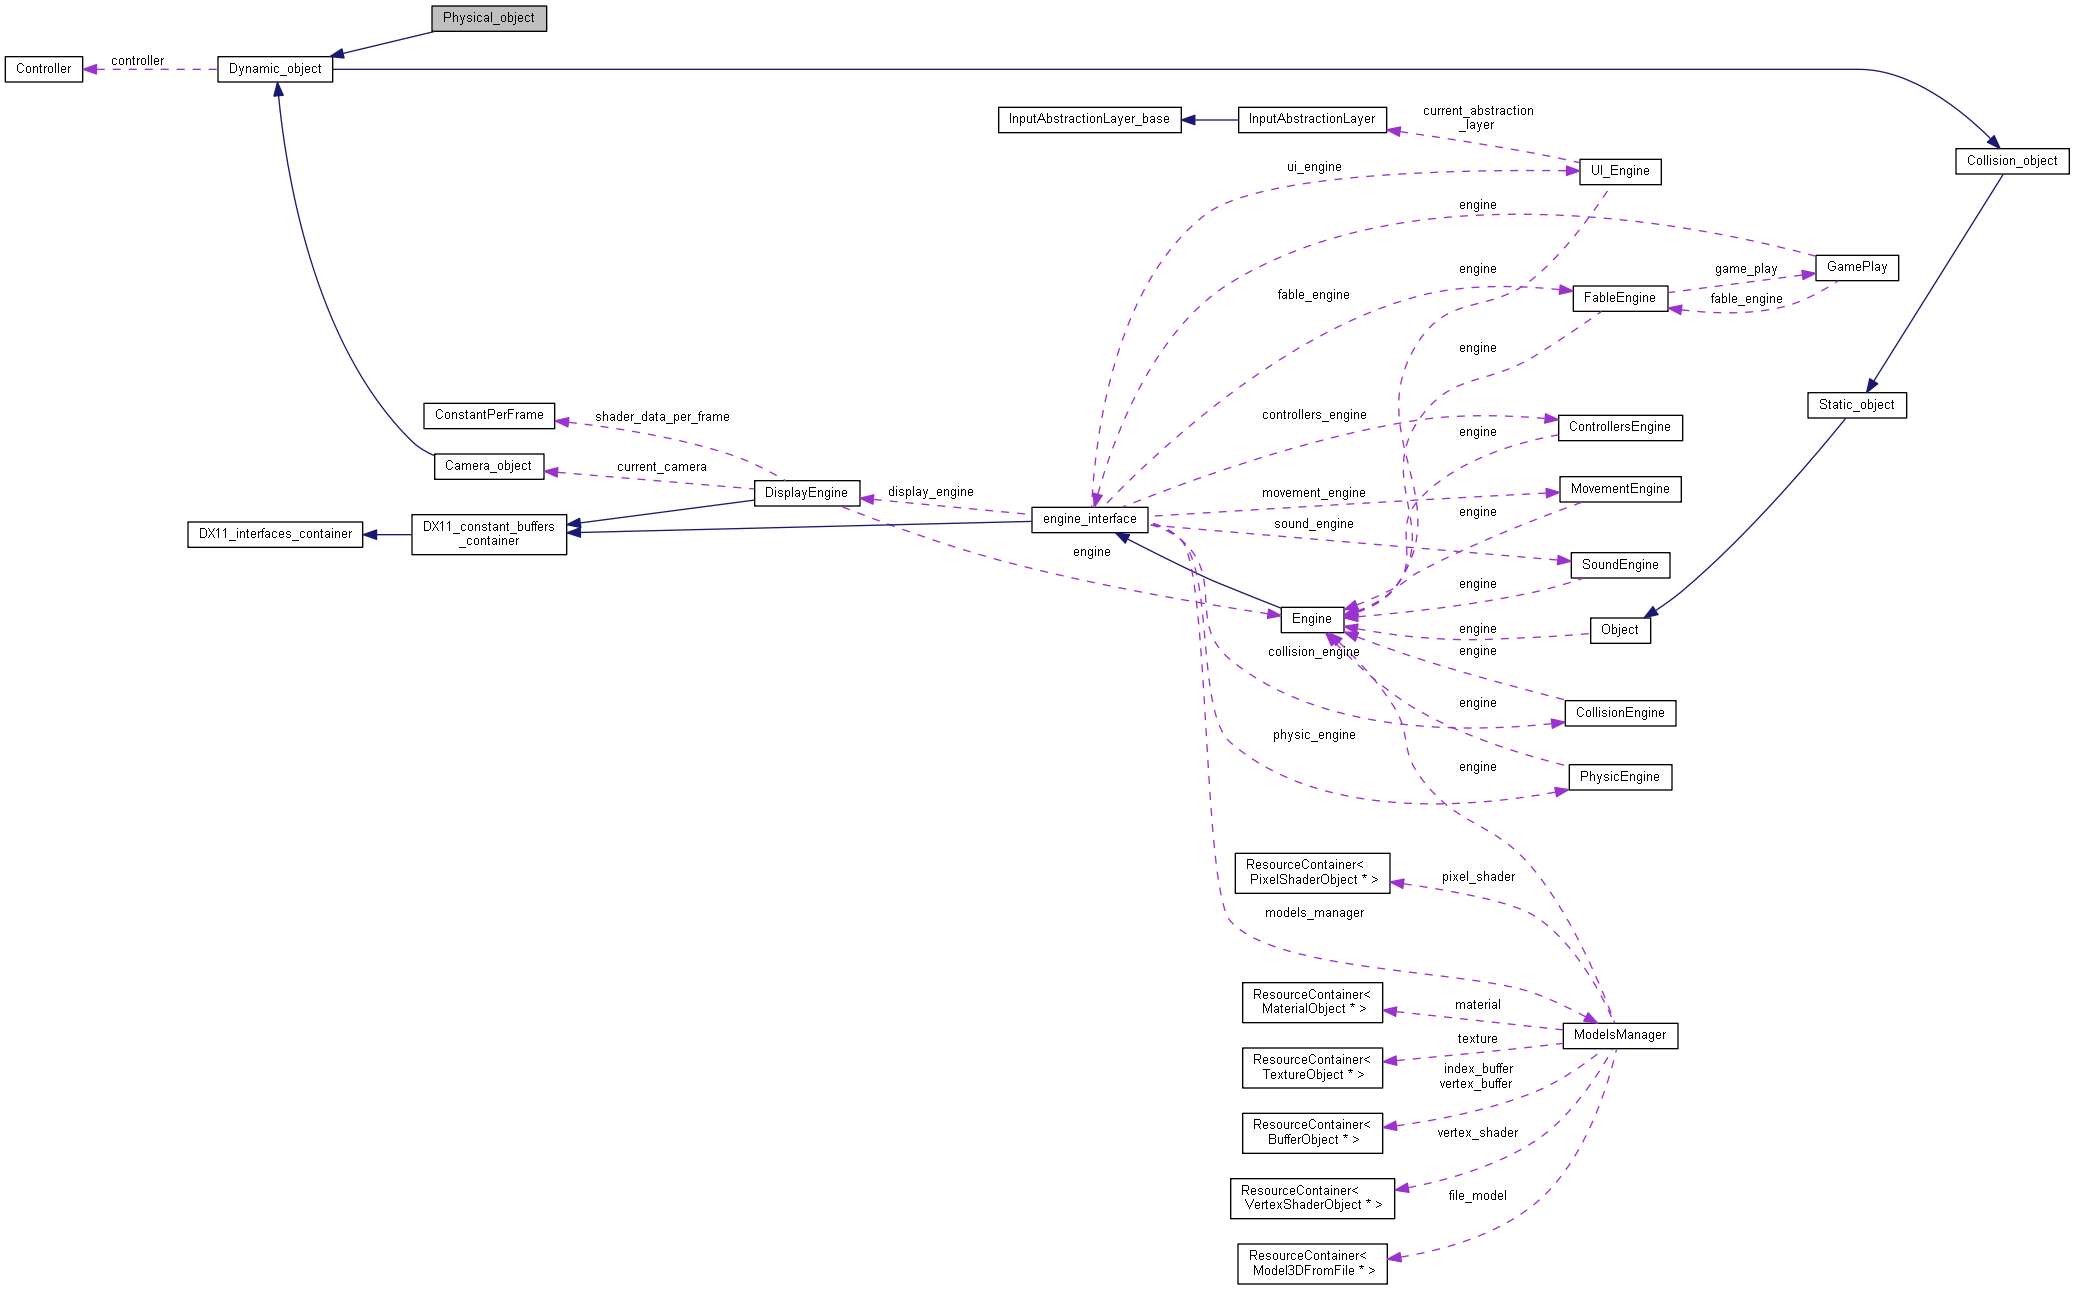 Physical_object
controller
Controller
Dynamic_object
current_abstraction
_layer
InputAbstractionLayer_base
InputAbstractionLayer
Collision_object
ui_engine
UI_Engine
engine
GamePlay
engine
game_play
fable_engine
FableEngine
fable_engine
engine
ConstantPerFrame
shader_data_per_frame
controllers_engine
ControllersEngine
Static_object
engine
Camera_object
current_camera
DisplayEngine
display_engine
movement_engine
MovementEngine
engine
DX11_interfaces_container
DX11_constant_buffers
_container
engine_interface
sound_engine
engine
SoundEngine
engine
Engine
engine
Object
collision_engine
engine
engine
CollisionEngine
physic_engine
engine
PhysicEngine
ResourceContainer<
PixelShaderObject * >
pixel_shader
models_manager
ResourceContainer<
MaterialObject * >
material
ModelsManager
texture
ResourceContainer<
TextureObject * >
index_buffer
vertex_buffer
ResourceContainer<
BufferObject * >
vertex_shader
ResourceContainer<
VertexShaderObject * >
file_model
ResourceContainer<
Model3DFromFile * >